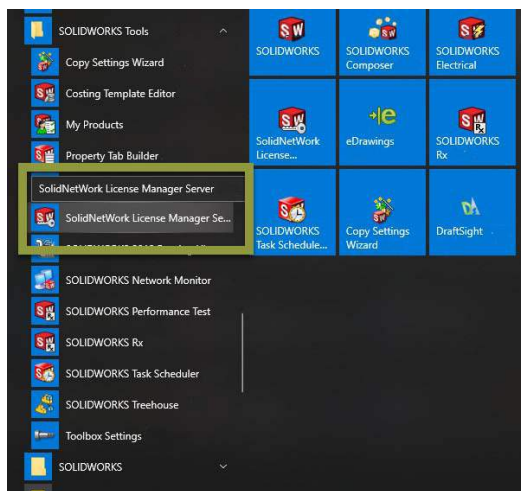 SOLIDWORKS Tools
Copy Settings Wizard
Costing Template Editor
My Products
Property Tab Builder
SolidNetWork License Manager Server
SolidNetWork License Manager Se...
SOLIDWORKS Network Monitor
SOLIDWORKS Performance Test
SOLIDWORKS Rx
SOLIDWORKS Task Scheduler
SOLIDWORKS Treehouse
Toolbox Settings
SOLIDWORKS
SOLIDWORKS
SOLIDWORKS
Composer
SOLIDWORKS
Electrical
SolidNetWork
License...
eDrawings
SOLIDWORKS
Rx
SOLIDWORKS
Task Schedule...
Copy Settings
Wizard
DraftSight